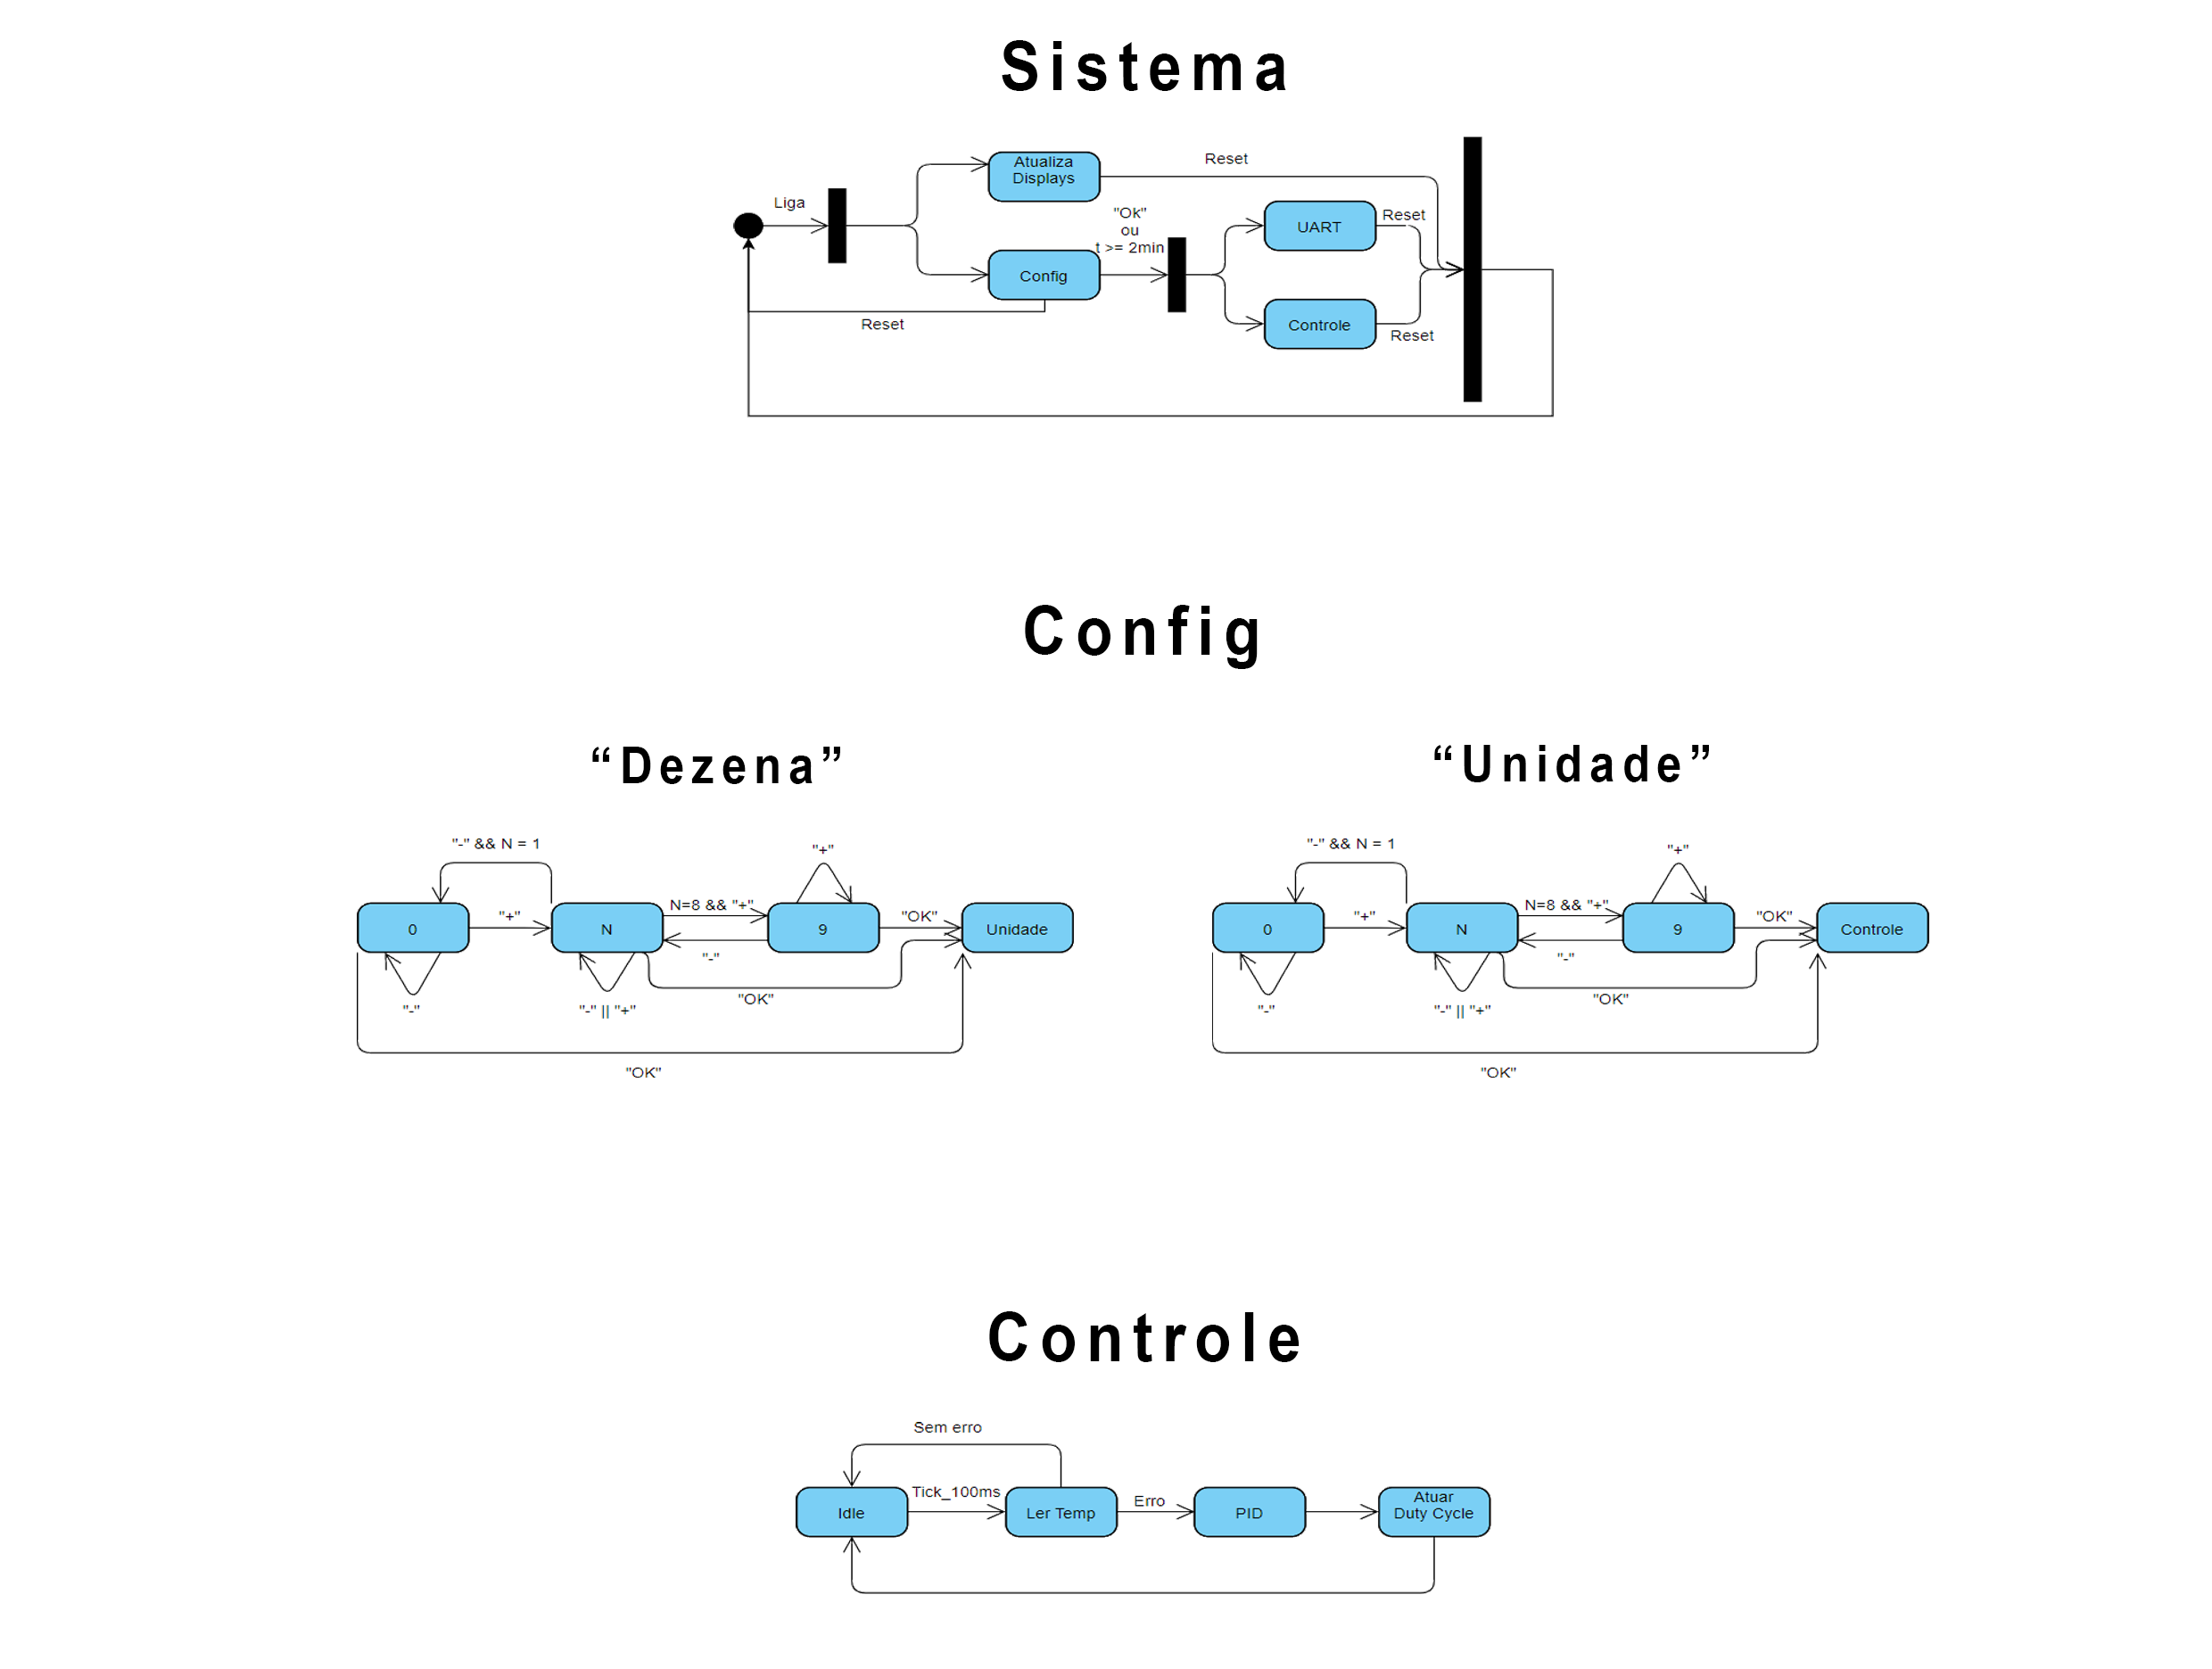 Sistema
Liga
Atualiza
Displays
Reset
"Ok"
ou
t >= 2min
Config
Reset
UART
Reset
Controle
Reset
Config
“Dezena”
"-" && N = 1
"+"
0
"+"
N
N=8 && "+"
"-"
9
"OK"
Unidade
"-"
"-" || "+"
"OK"
"OK"
“Unidade”
"-" && N = 1
"+"
0
"+"
N
N=8 && "+"
"-"
9
"OK"
Controle
"-"
"-" || "+"
"OK"
"OK"
Controle
Sem erro
Idle
Tick_100ms
Ler Temp
Erro
PID
Atuar
Duty Cycle